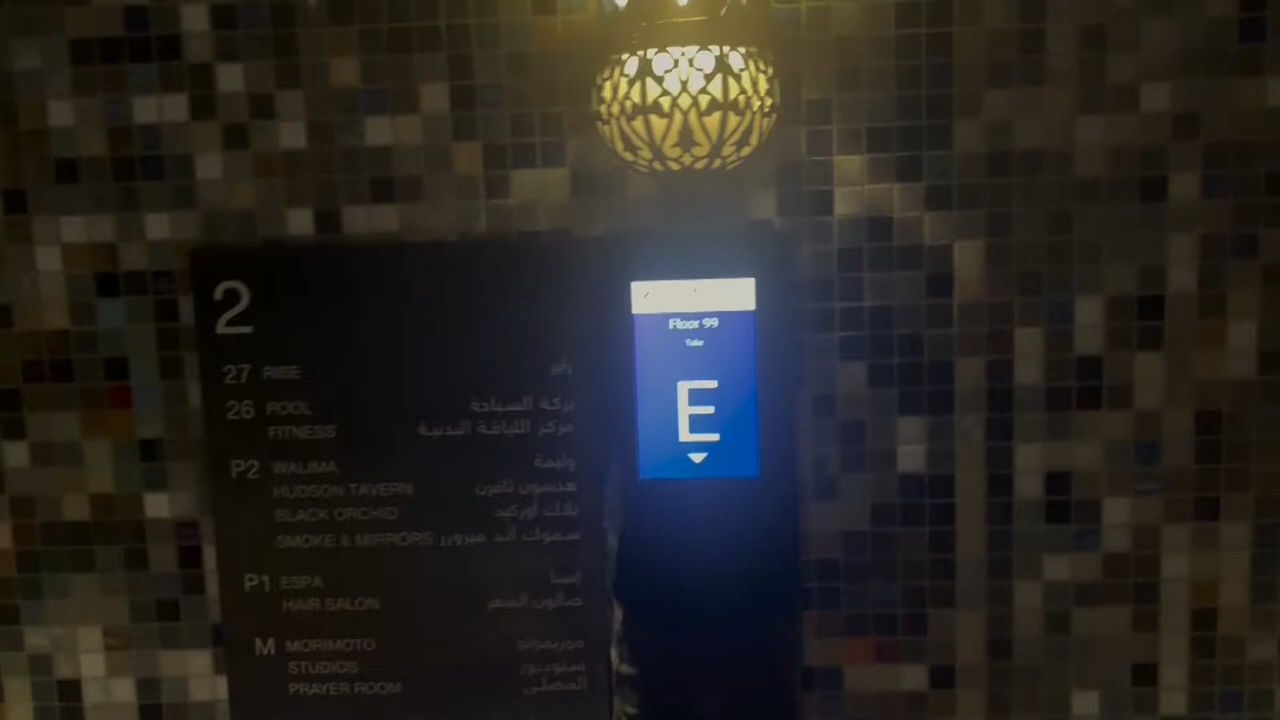 2
27 RISE رايز
26 POOL بركة السباحة
FITNESS مركز اللياقة البدنية
P2 WALIMA وليمة
HUDSON TAVERN هدسون تافرن
BLACK ORCHID بلاك أوركيد
SMOKE & MIRRORS سموك أند ميرورز
P1 ESPA إسبا
HAIR SALON صالون الشعر
M MORIMOTO موريموتو
STUDIOS ستوديوز
PRAYER ROOM المصلى
Floor 99
Take
E